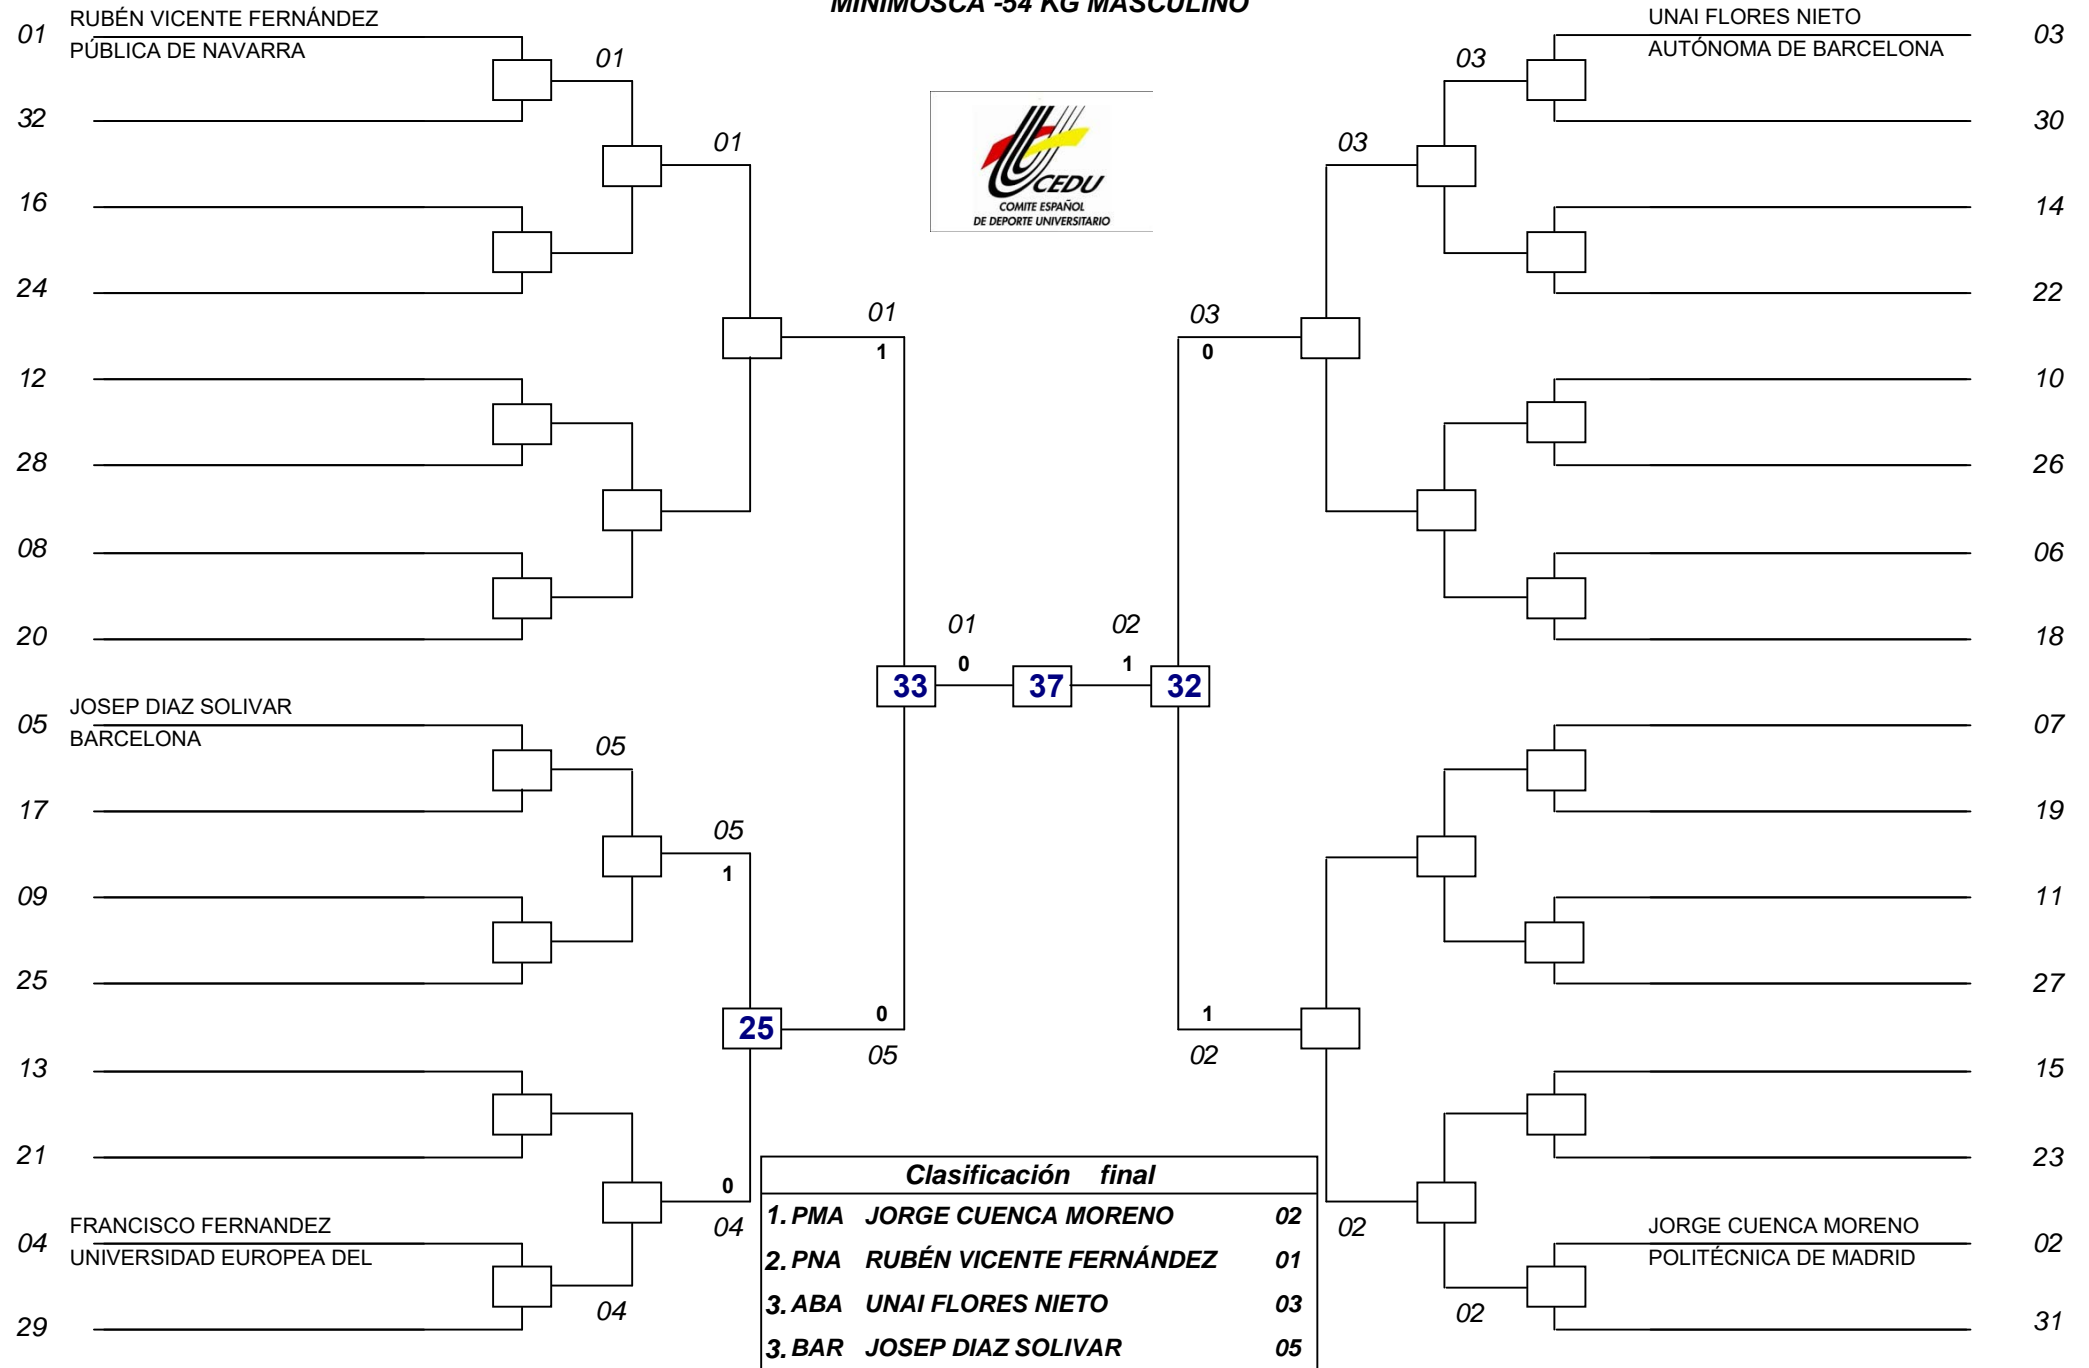 MINIMOSCA -54 KG MASCULINO
01 RUBÉN VICENTE FERNÁNDEZ
PÚBLICA DE NAVARRA
01
32
01
16
24
01
1
12
28
08
20
05 JOSEP DIAZ SOLIVAR
BARCELONA
05
17
05
1
09
25
25
0
05
13
21
0
04
04 FRANCISCO FERNANDEZ
UNIVERSIDAD EUROPEA DEL
04
29
CEDU
COMITE ESPAÑOL
DE DEPORTE UNIVERSITARIO
01 02
0 1
33 37 32
UNAI FLORES NIETO 03
AUTÓNOMA DE BARCELONA
03
30
03
14
22
03
0
10
26
06
18
07
19
11
27
1
02
15
23
02
JORGE CUENCA MORENO 02
POLITÉCNICA DE MADRID
02
31
Clasificación final
1. PMA JORGE CUENCA MORENO 02
2. PNA RUBÉN VICENTE FERNÁNDEZ 01
3. ABA UNAI FLORES NIETO 03
3. BAR JOSEP DIAZ SOLIVAR 05